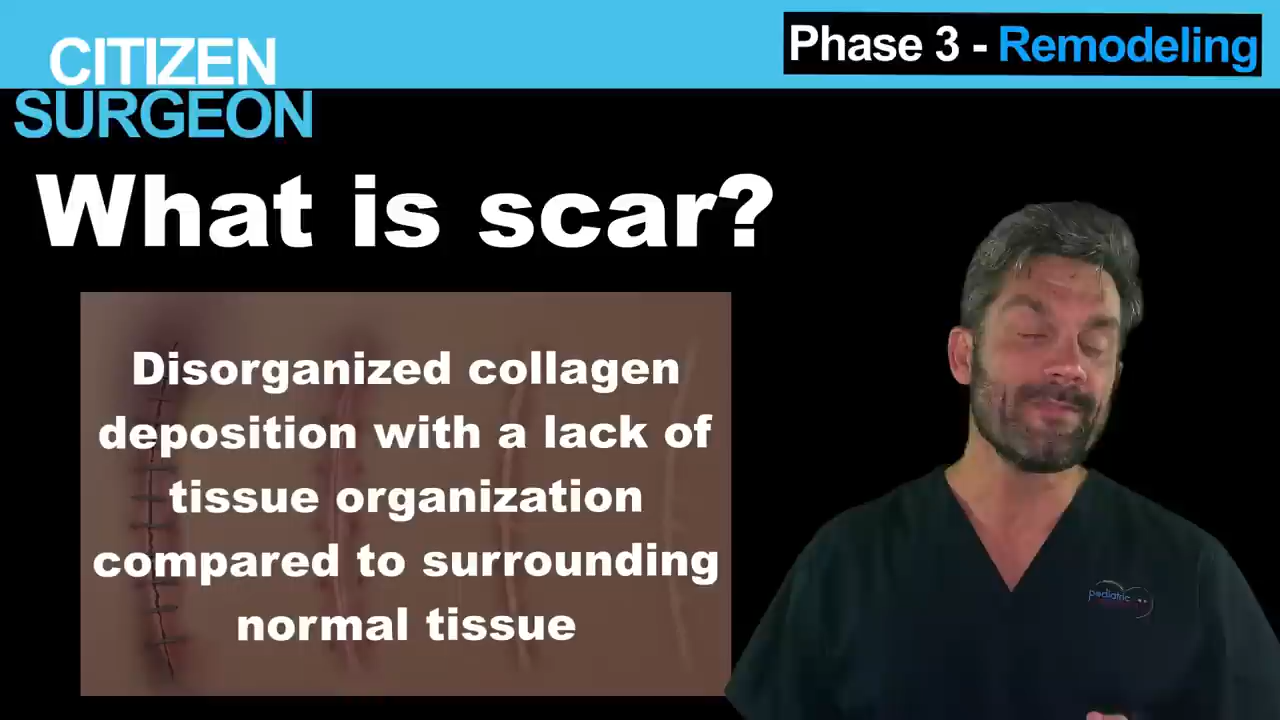 CITIZEN
SURGEON
Phase 3 - Remodeling
What is scar?
Disorganized collagen
deposition with a lack of
tissue organization
compared to surrounding
normal tissue
pediatric